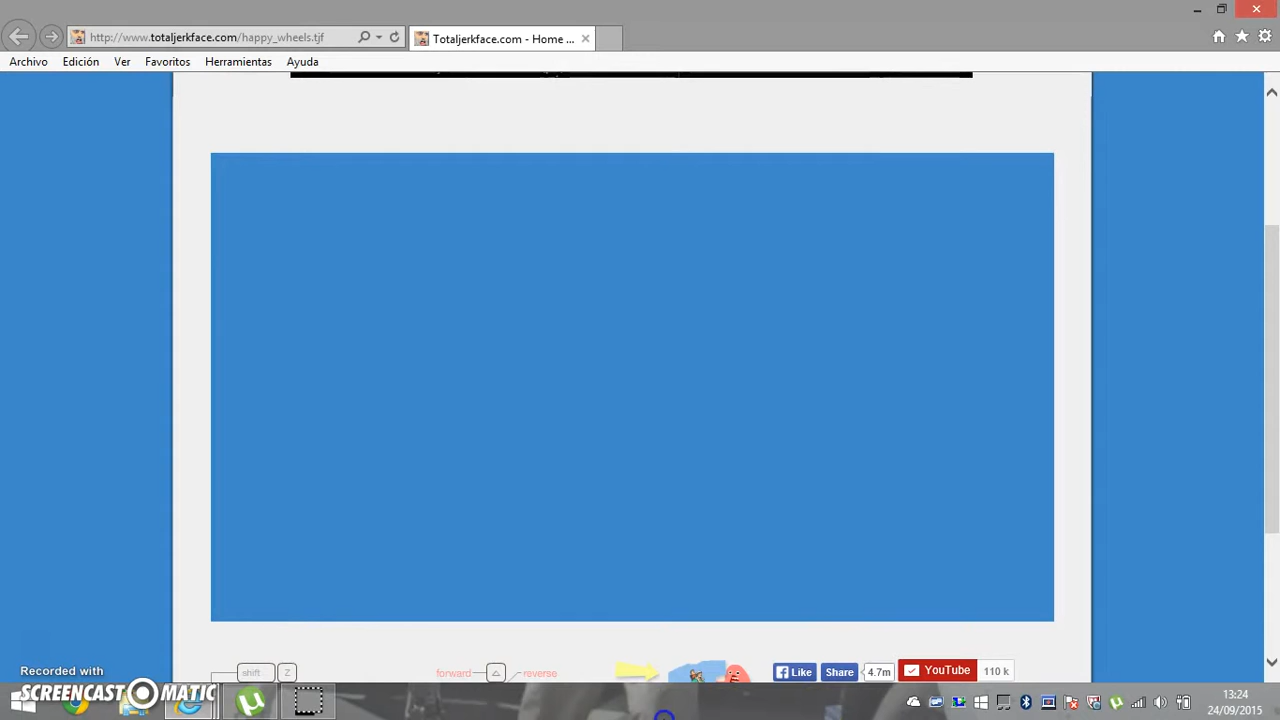 http://www.totaljerkface.com/happy_wheels.tjf
Totaljerkface.com - Home ...
Archivo Edición Ver Favoritos Herramientas Ayuda
shift Z
forward reverse
Like Share 4.7m
YouTube 110 k
Recorded with
SCREENCAST MATIC
13:24
24/09/2015